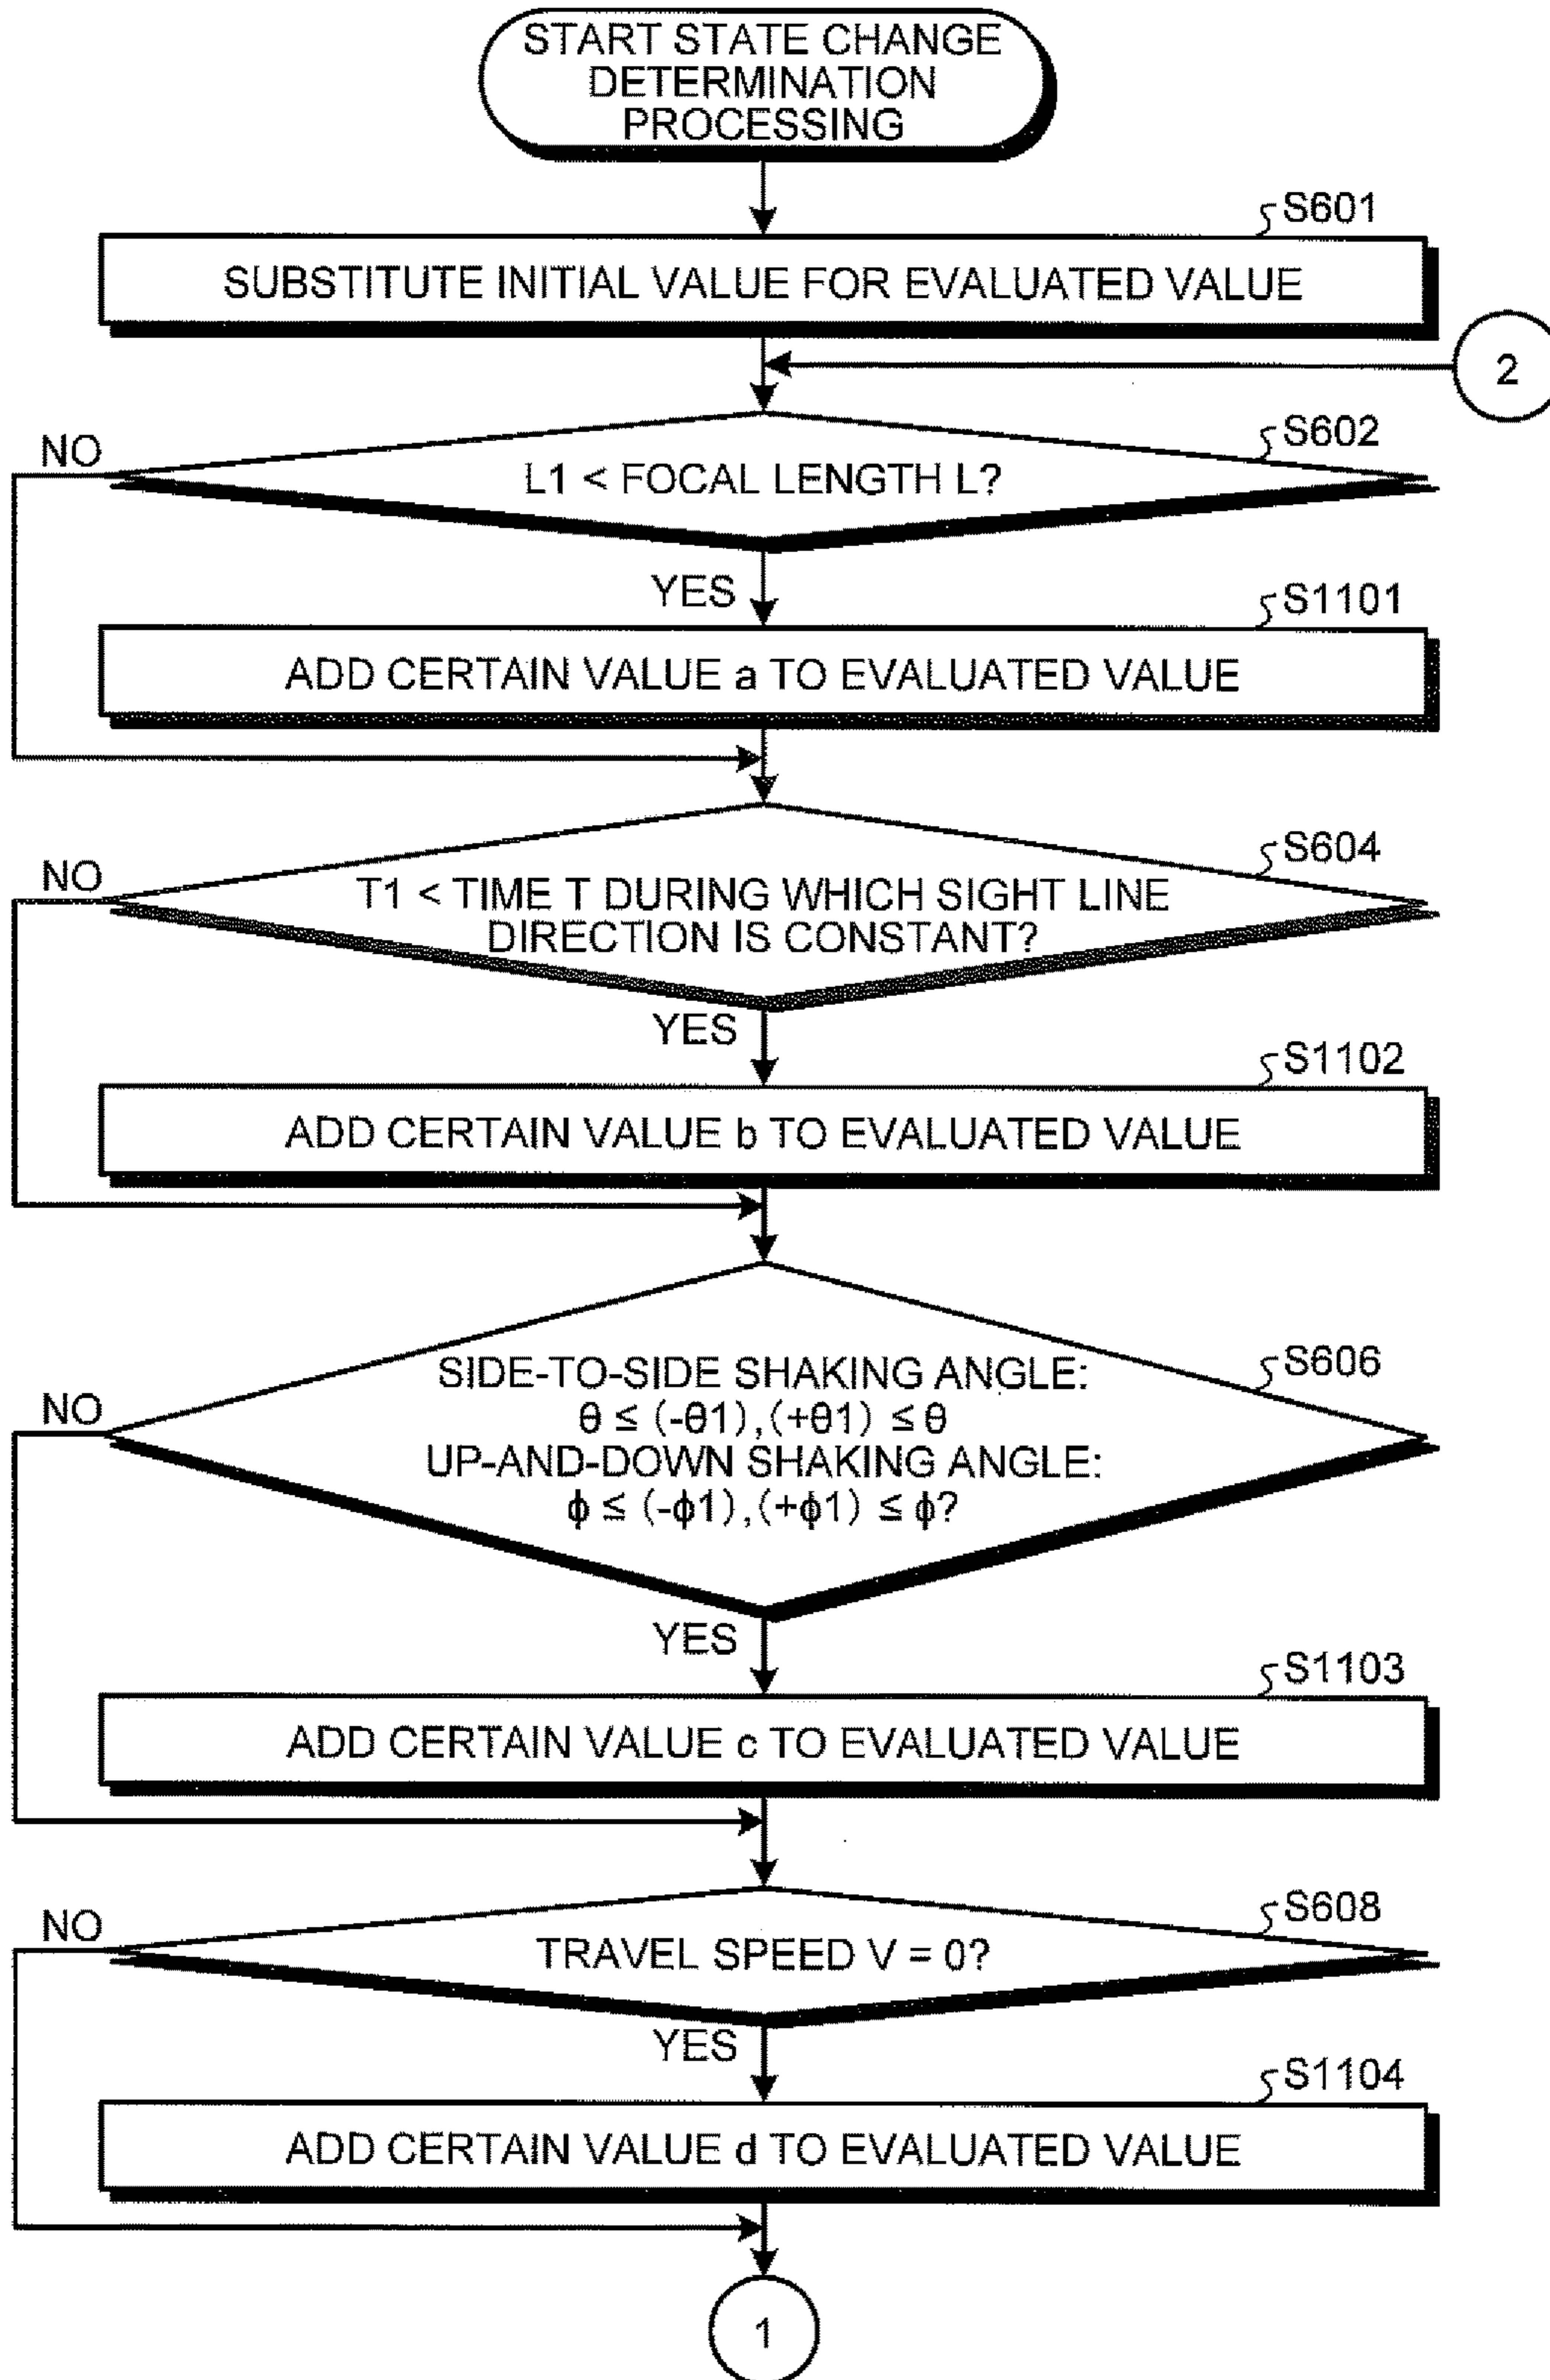 START STATE CHANGE
DETERMINATION
PROCESSING
S601
SUBSTITUTE INITIAL VALUE FOR EVALUATED VALUE
2
S602
NO
L1 < FOCAL LENGTH L?
YES
S1101
ADD CERTAIN VALUE a TO EVALUATED VALUE
S604
NO
T1 < TIME T DURING WHICH SIGHT LINE
DIRECTION IS CONSTANT?
YES
S1102
ADD CERTAIN VALUE b TO EVALUATED VALUE
S606
NO
SIDE-TO-SIDE SHAKING ANGLE:
θ ≤ (-θ1),(+θ1) ≤ θ
UP-AND-DOWN SHAKING ANGLE:
ϕ ≤ (-ϕ1),(+ϕ1) ≤ ϕ?
YES
S1103
ADD CERTAIN VALUE c TO EVALUATED VALUE
S608
NO
TRAVEL SPEED V = 0?
YES
S1104
ADD CERTAIN VALUE d TO EVALUATED VALUE
1